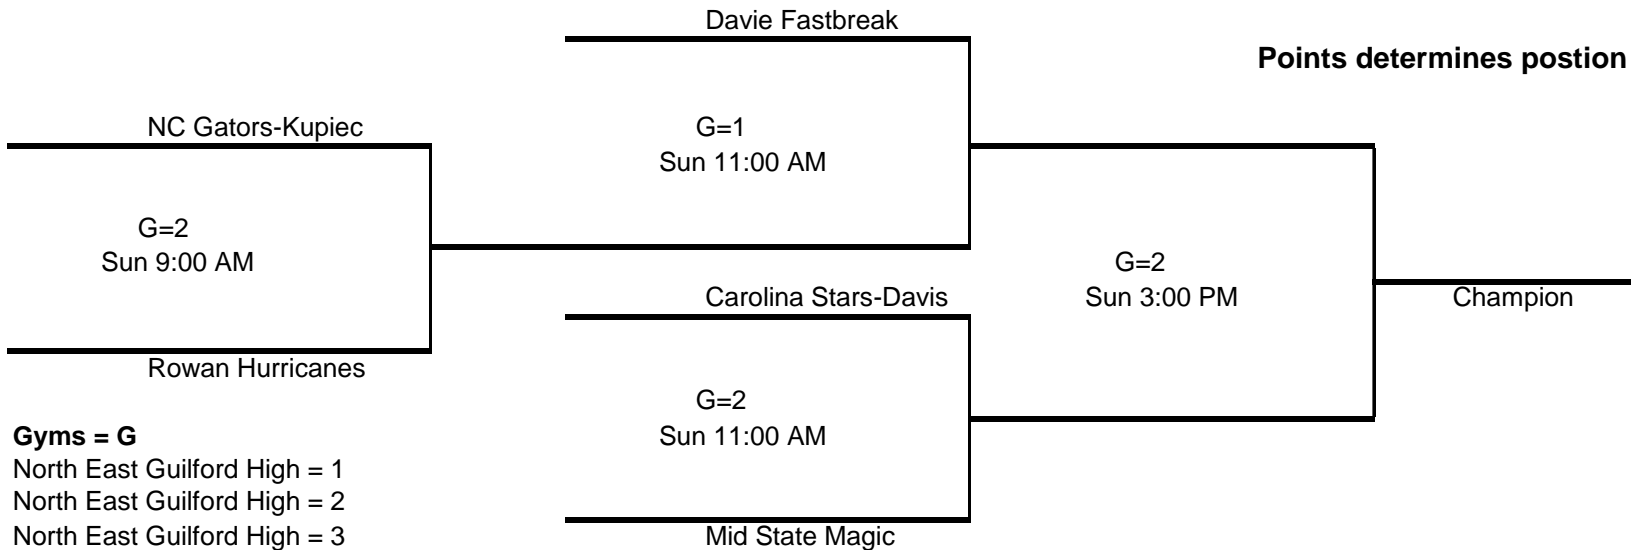 Davie Fastbreak
Points determines postion
NC Gators-Kupiec
G=1
Sun 11:00 AM
G=2
Sun 9:00 AM
G=2
Sun 3:00 PM
Carolina Stars-Davis
Champion
Rowan Hurricanes
G=2
Sun 11:00 AM
Gyms = G
North East Guilford High = 1
North East Guilford High = 2
North East Guilford High = 3
Mid State Magic